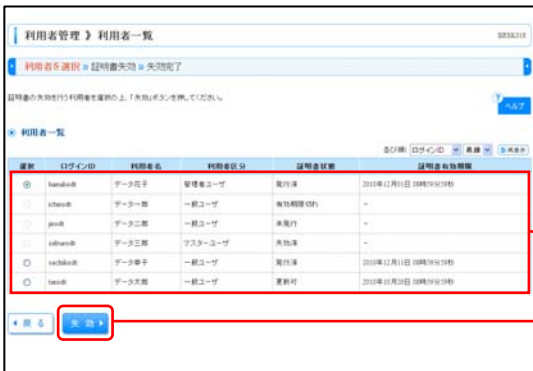 利用者管理 》 利用者一覧
BRSK018
利用者を選択 » 証明書失効 » 失効完了
証明書の失効を行う利用者を選択の上、「失効」ボタンを押してください。
ヘルプ
利用者一覧
並び順: ログインID 昇順 再表示
選択 ログインID 利用者名 利用者区分 証明書状態 証明書有効期限
hanakodt データ花子 管理者ユーザ 発行済 2010年12月01日 08時59分59秒
ichirodt データ一郎 一般ユーザ 有効期限切れ -
jirodt データ二郎 一般ユーザ 未発行 -
saburodt データ三郎 マスターユーザ 失効済 -
sachikodt データ幸子 一般ユーザ 発行済 2010年12月11日 08時59分59秒
tarodt データ太郎 一般ユーザ 更新可 2010年10月20日 08時59分59秒
戻る 失効